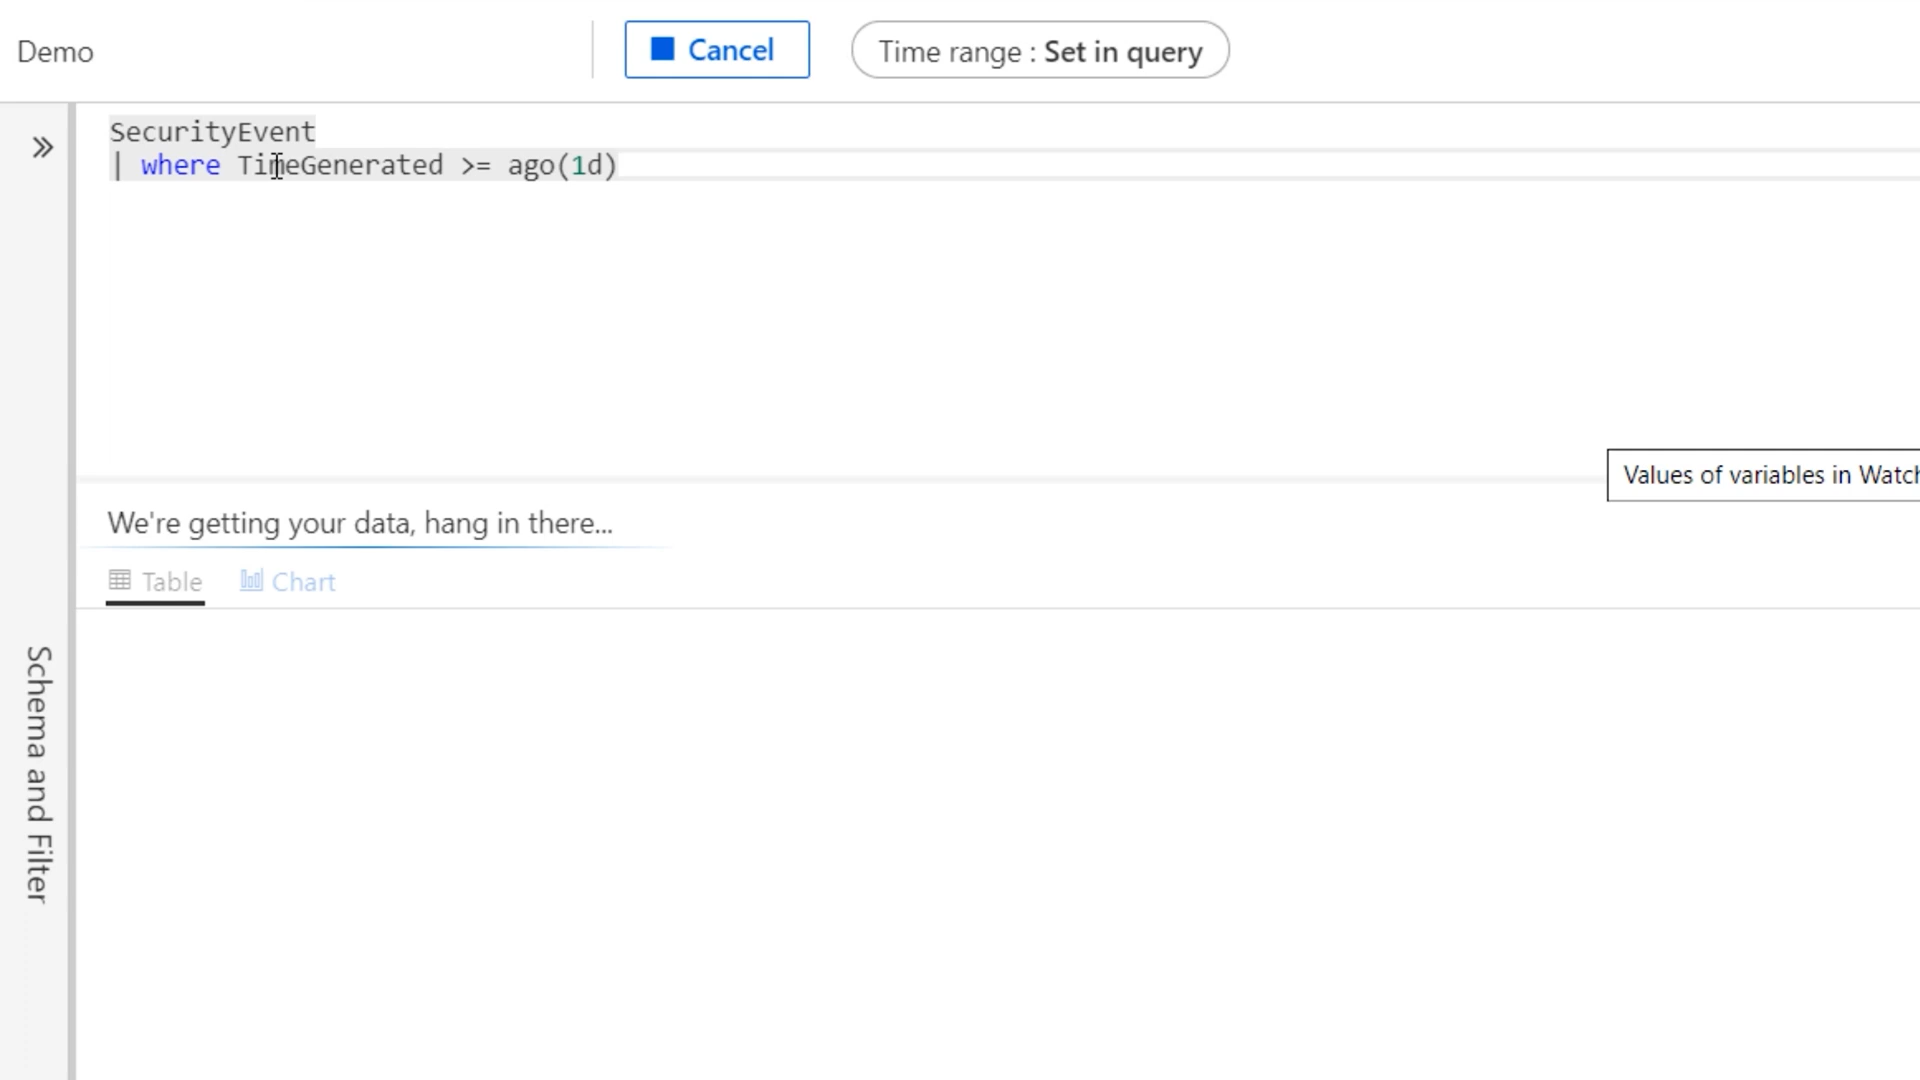 Demo
Cancel
Time range : Set in query
SecurityEvent
| where TimeGenerated >= ago(1d)
Values of variables in Watch
We're getting your data, hang in there...
Table
Chart
Schema and Filter